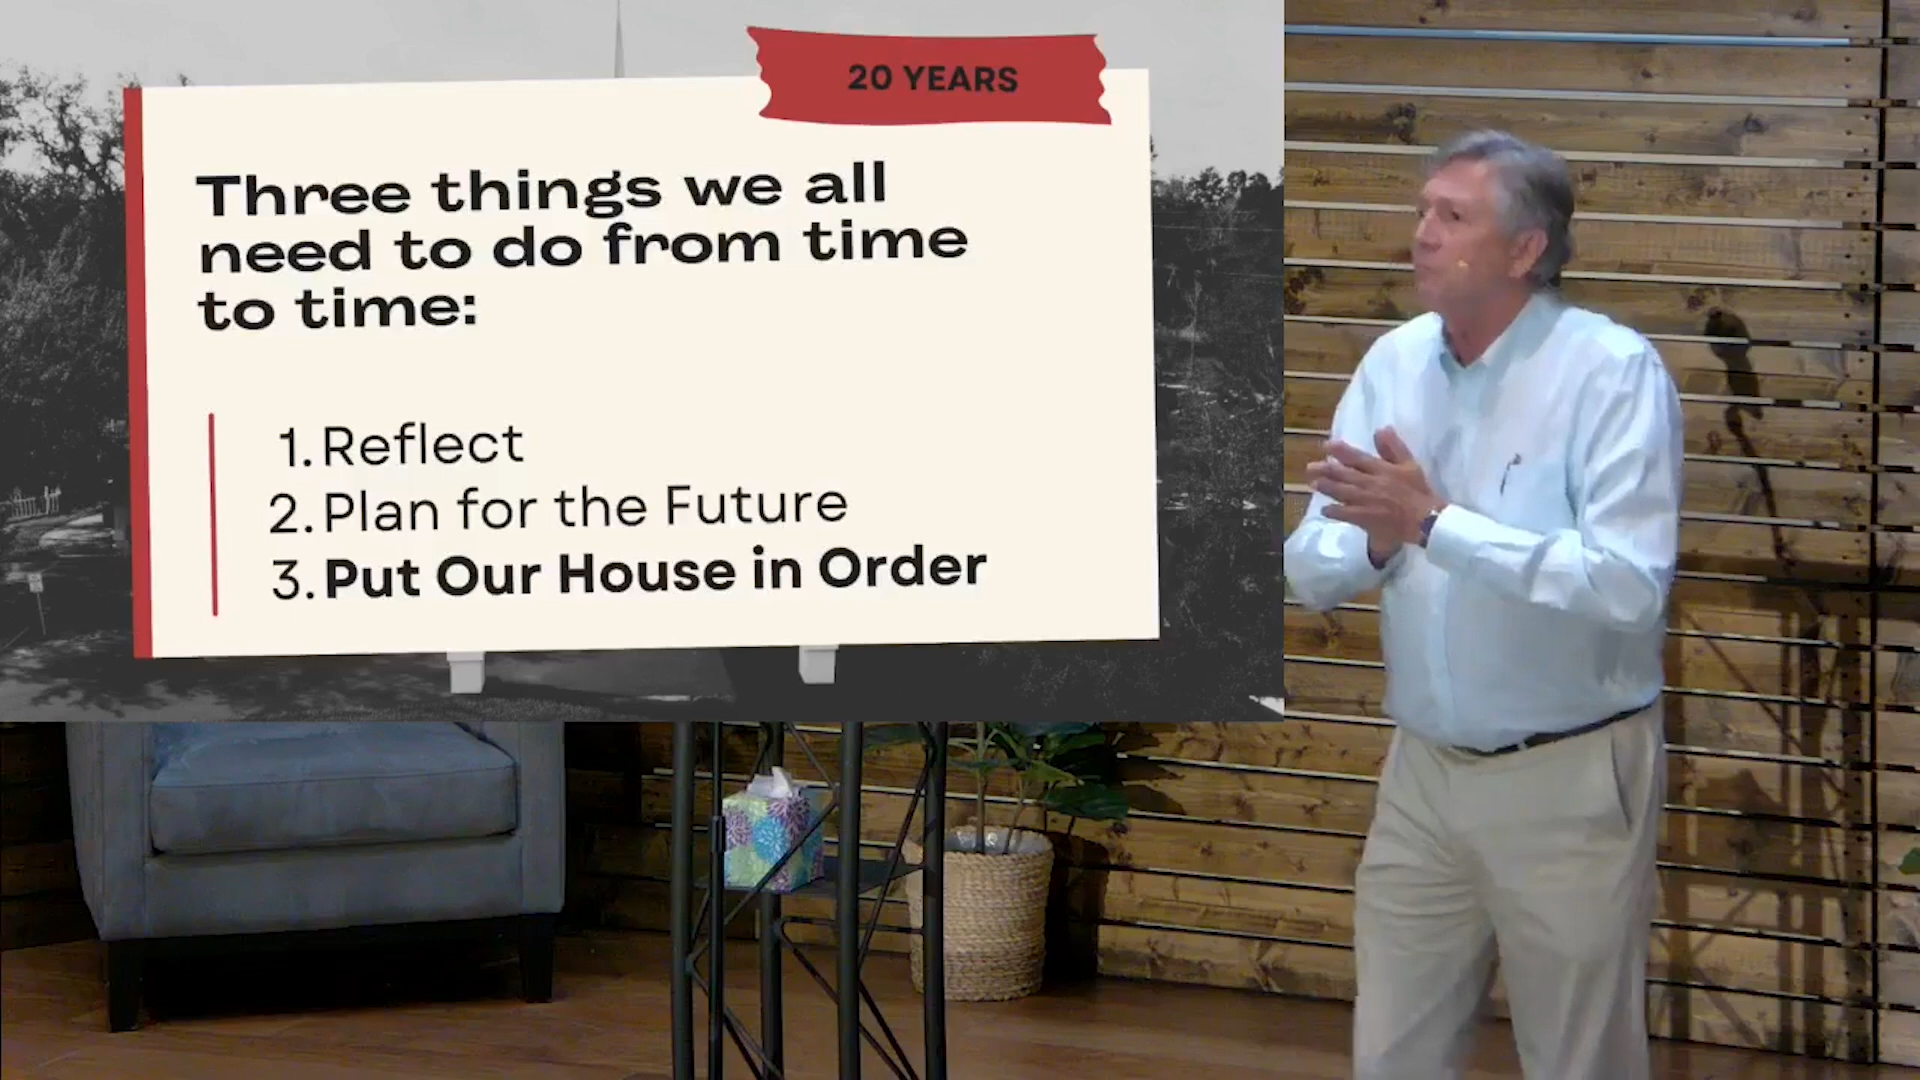 20 YEARS
Three things we all
need to do from time
to time:
1. Reflect
2. Plan for the Future
3. Put Our House in Order